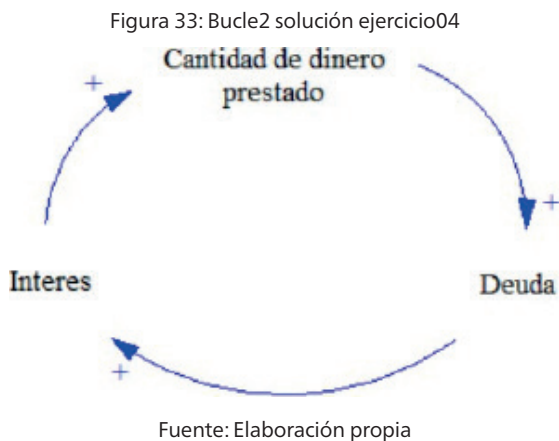 Figura 33: Bucle2 solución ejercicio04
Cantidad de dinero
prestado
+
+
Interes
Deuda
+
Fuente: Elaboración propia